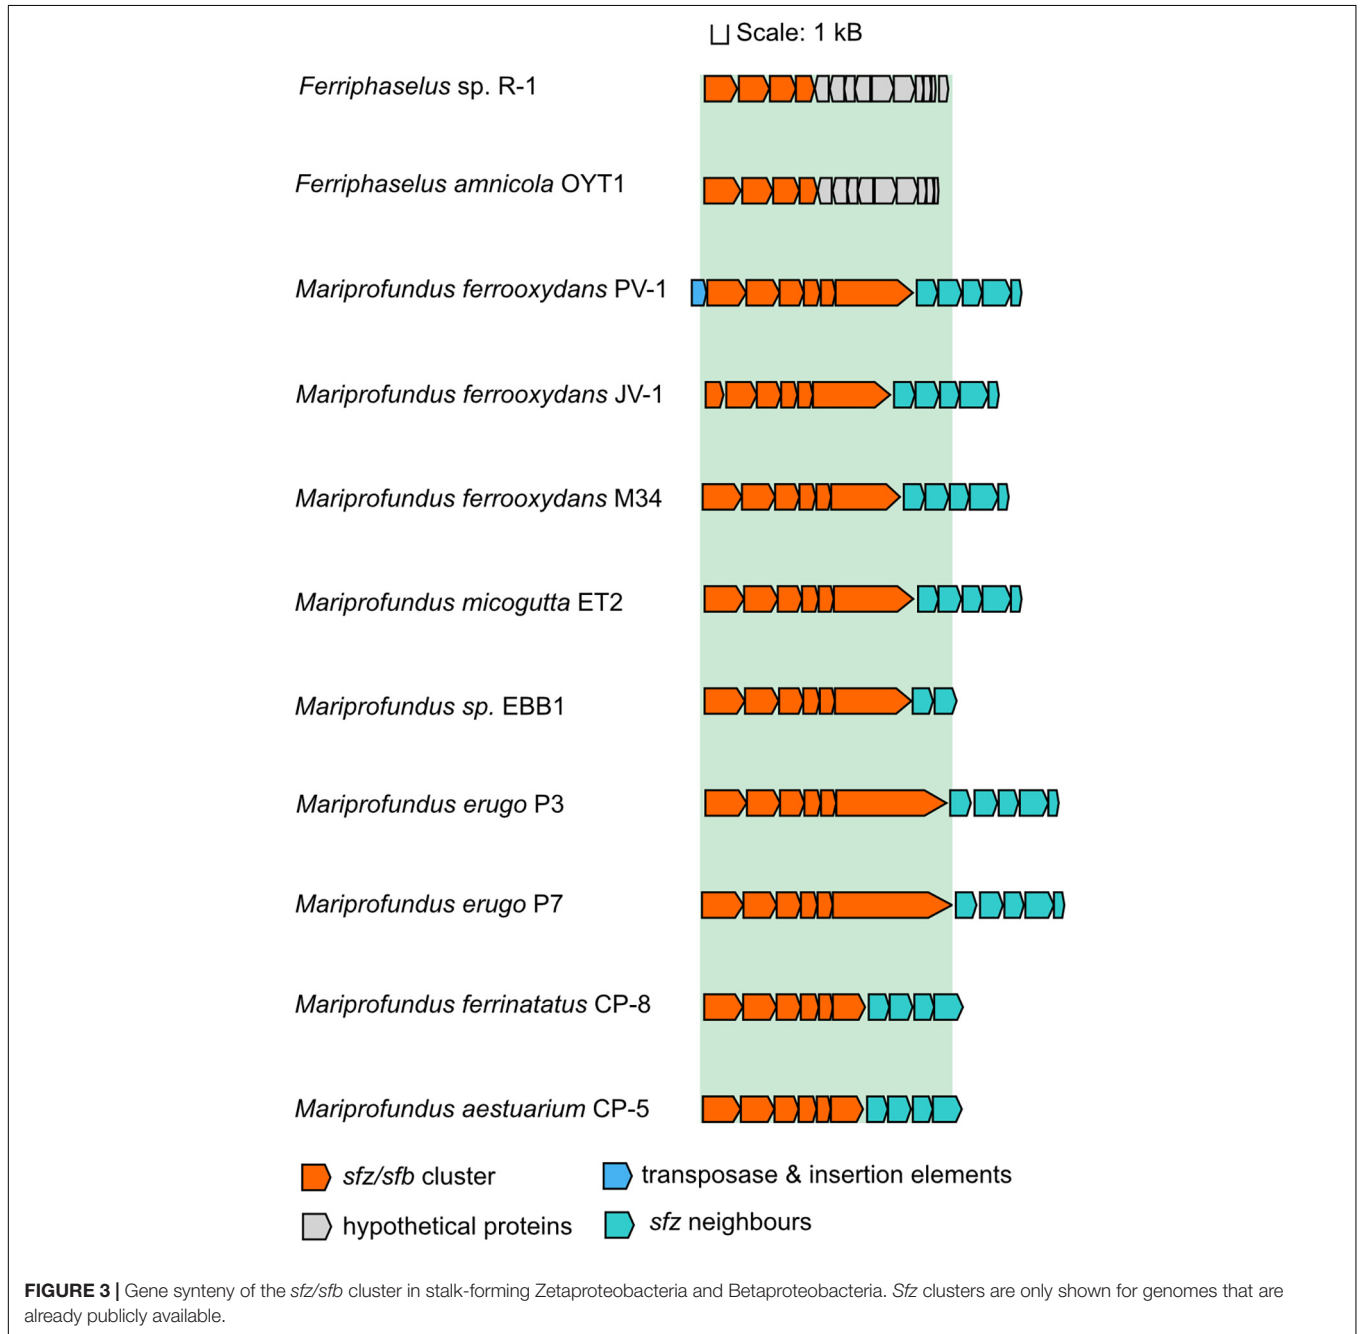 Scale: 1 kB
Ferriphaselus sp. R-1
Ferriphaselus amnicola OYT1
Mariprofundus ferrooxydans PV-1
Mariprofundus ferrooxydans JV-1
Mariprofundus ferrooxydans M34
Mariprofundus micogutta ET2
Mariprofundus sp. EBB1
Mariprofundus erugo P3
Mariprofundus erugo P7
Mariprofundus ferrinatatus CP-8
Mariprofundus aestuarium CP-5
sfz/sfb cluster
transposase & insertion elements
hypothetical proteins
sfz neighbours
FIGURE 3 | Gene synteny of the sfz/sfb cluster in stalk-forming Zetaproteobacteria and Betaproteobacteria. Sfz clusters are only shown for genomes that are
already publicly available.